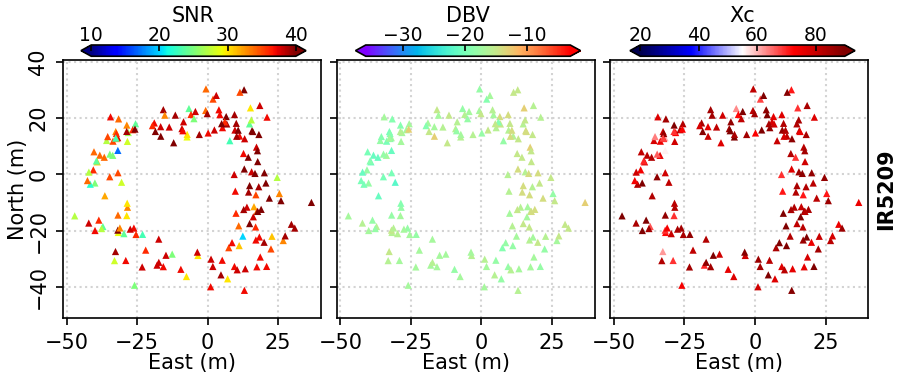 SNR DBV Xc
10 20 30 40 −30 −20 −10 20 40 60 80
40
20
0
−20
−40
North (m)
−50 −25 0 25 −50 −25 0 25 −50 −25 0 25
East (m) East (m) East (m)
IR5209